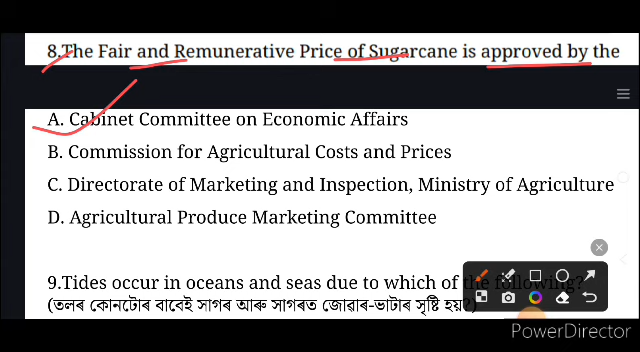 8.The Fair and Remunerative Price of Sugarcane is approved by the
A. Cabinet Committee on Economic Affairs
B. Commission for Agricultural Costs and Prices
C. Directorate of Marketing and Inspection, Ministry of Agriculture
D. Agricultural Produce Marketing Committee
9.Tides occur in oceans and seas due to which of the following?
(তলৰ কোনটোৰ বাবেই সাগৰ আৰু সাগৰত জোৱাৰ-ভাটাৰ সৃষ্টি হয়?)
PowerDirector